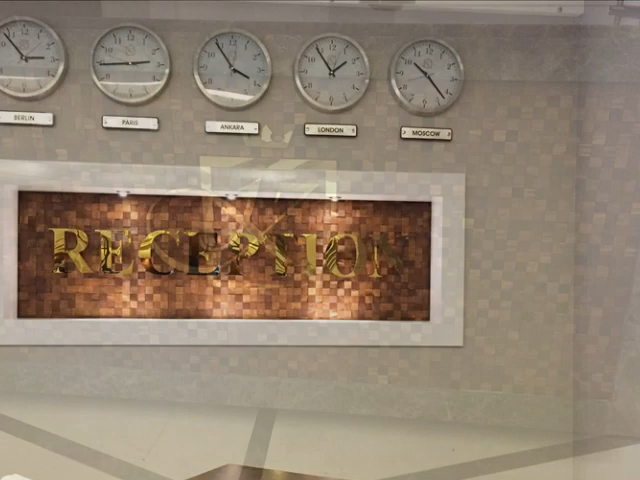 BERLIN
PARIS
ANKARA
LONDON
MOSCOW
RECEPTION